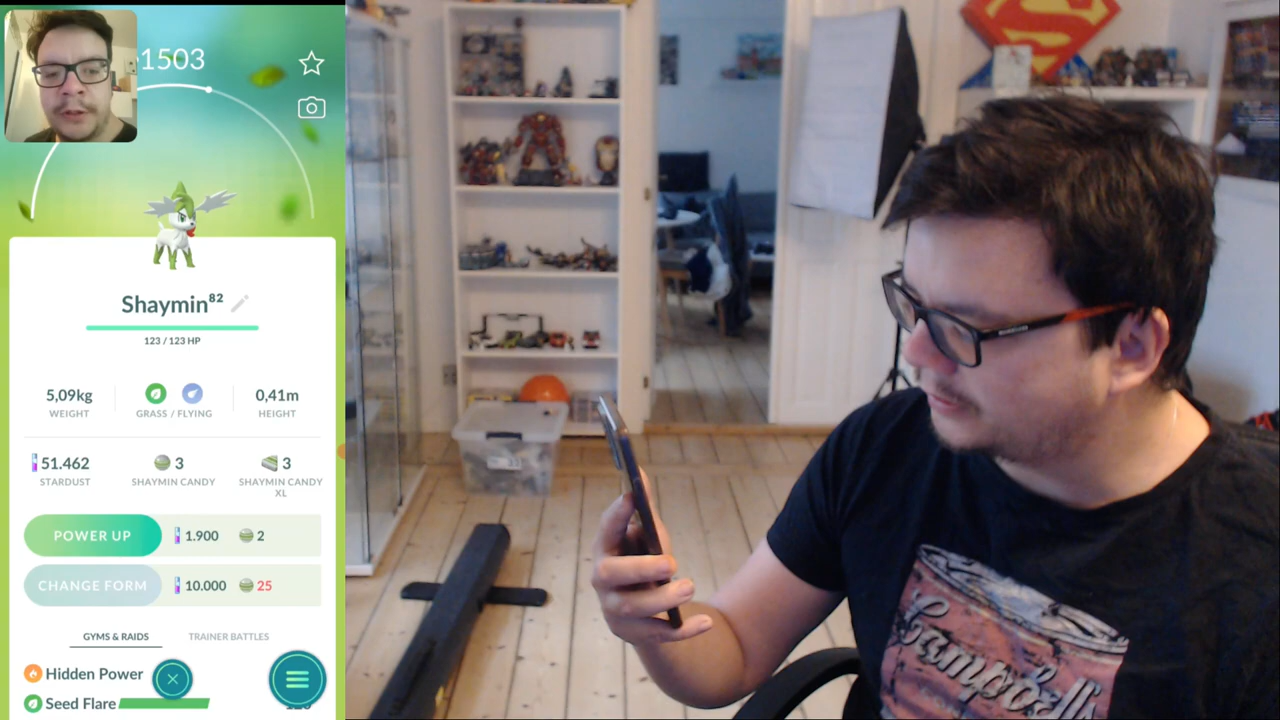 1503
Shaymin⁸²
123 / 123 HP
5,09kg
WEIGHT
GRASS / FLYING
0,41m
HEIGHT
51.462
STARDUST
3
SHAYMIN CANDY
3
SHAYMIN CANDY XL
POWER UP
1.900
2
CHANGE FORM
10.000
25
GYMS & RAIDS
TRAINER BATTLES
Hidden Power
Seed Flare
Campbell's